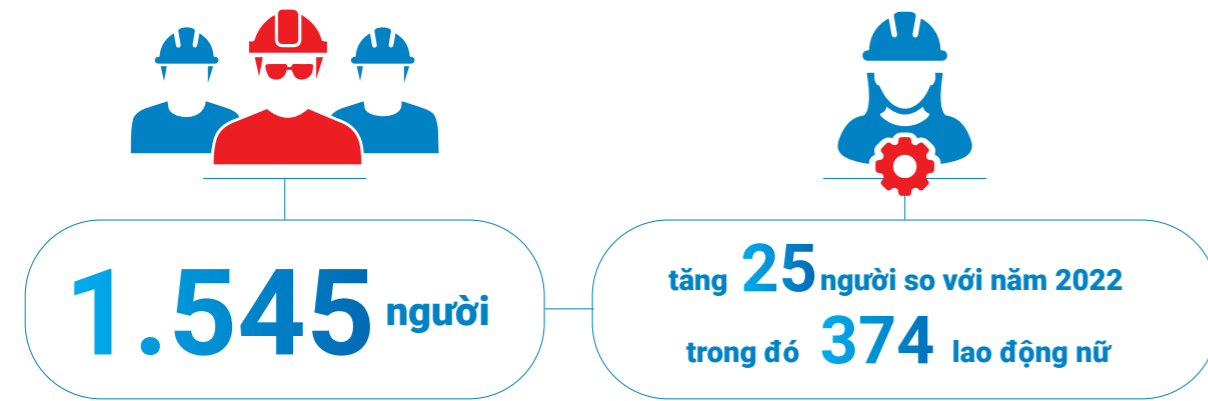 1.545 người
tăng 25 người so với năm 2022
trong đó 374 lao động nữ